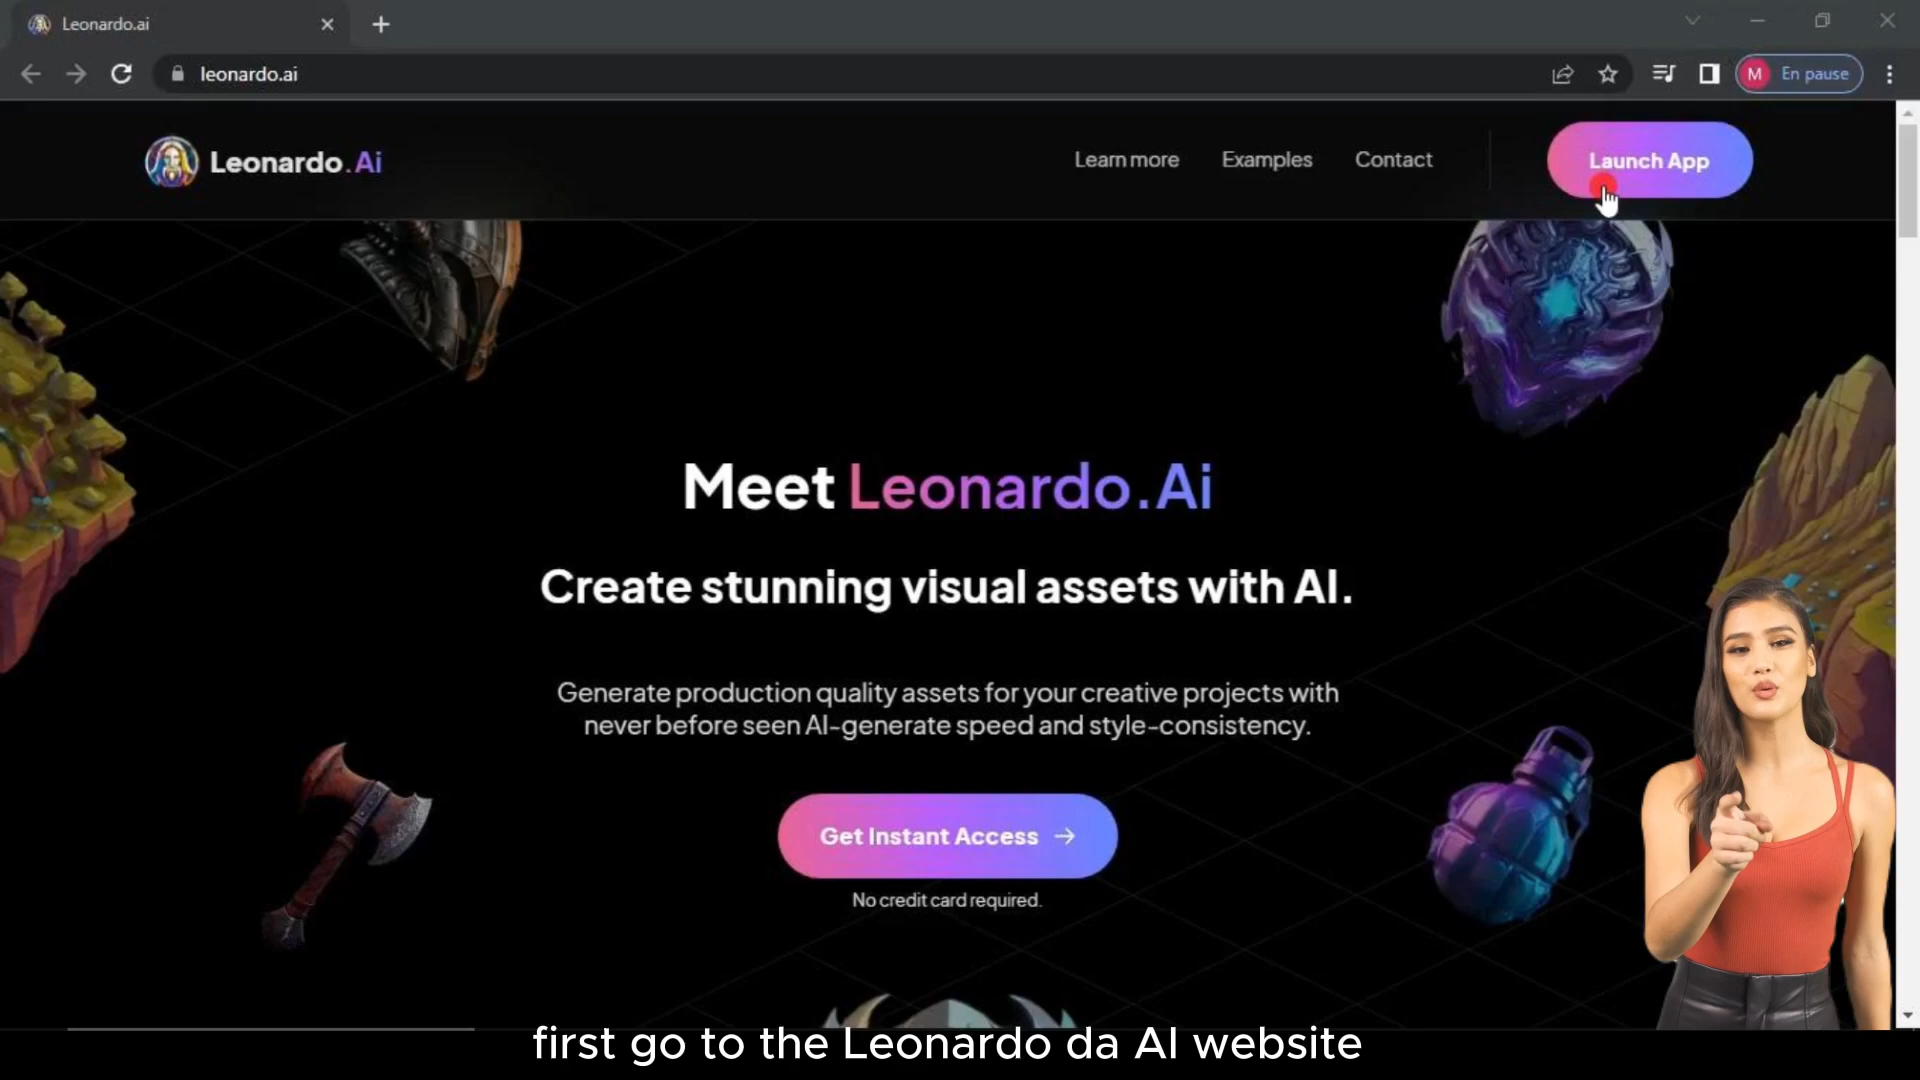 Leonardo.ai
leonardo.ai
M En pause
Leonardo.Ai
Learn more Examples Contact Launch App
Meet Leonardo.Ai
Create stunning visual assets with AI.
Generate production quality assets for your creative projects with
never before seen AI-generate speed and style-consistency.
Get Instant Access →
No credit card required.
first go to the Leonardo da AI website